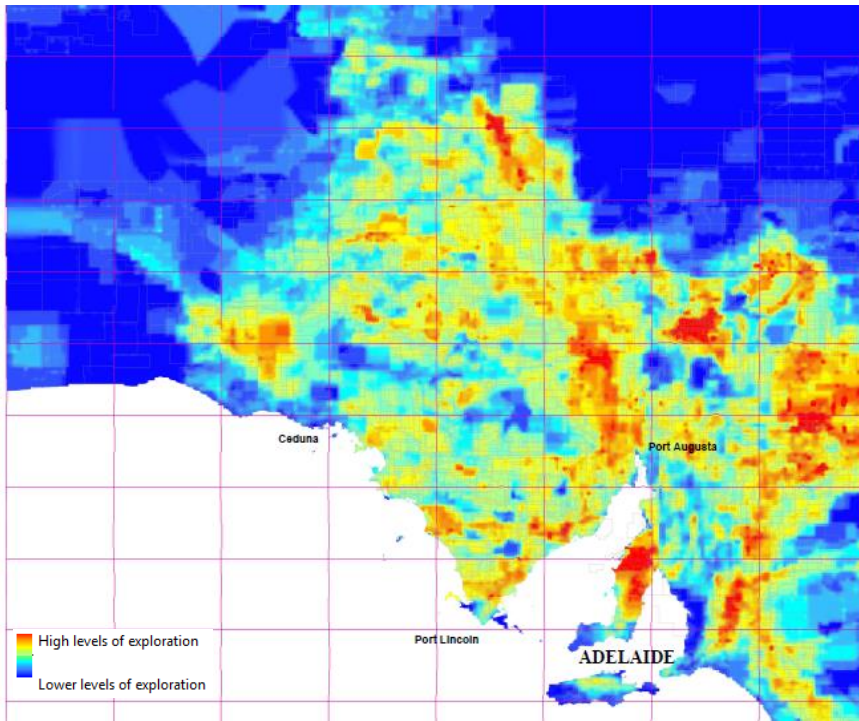 Ceduna
Port Augusta
Port Lincoln
ADELAIDE
High levels of exploration
Lower levels of exploration